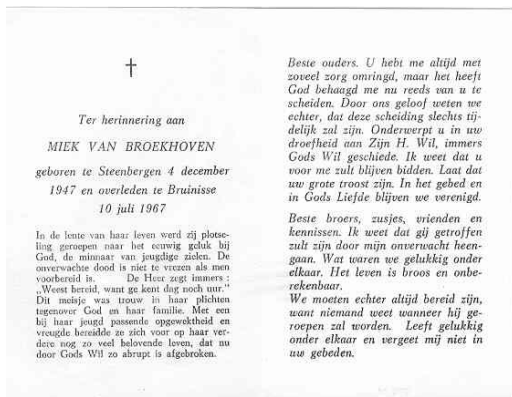 Ter herinnering aan
MIEK VAN BROEKHOVEN
geboren te Steenbergen 4 december
1947 en overleden te Bruinisse
10 juli 1967
In de lente van haar leven werd zij plotse-
ling geroepen naar het eeuwig geluk bij
God, de minnaar van jeugdige zielen. De
onverwachte dood is niet te vrezen als men
voorbereid is. De Heer zegt immers:
„Weest bereid, want ge kent dag noch uur."
Dit meisje was trouw in haar plichten
tegenover God en haar familie. Met een
bij haar jeugd passende opgewektheid en
vreugde bereidde ze zich voor op haar ver-
dere nog zo veel belovende leven, dat nu
door Gods Wil zo abrupt is afgebroken.
Beste ouders. U hebt me altijd met
zoveel zorg omringd, maar het heeft
God behaagd me nu reeds van u te
scheiden. Door ons geloof weten we
echter, dat deze scheiding slechts tij-
delijk zal zijn. Onderwerpt u in uw
droefheid aan Zijn H. Wil, immers
Gods Wil geschiede. Ik weet dat u
voor me zult blijven bidden. Laat dat
uw grote troost zijn. In het gebed en
in Gods Liefde blijven we verenigd.
Beste broers, zusjes, vrienden en
kennissen. Ik weet dat gij getroffen
zult zijn door mijn onverwacht heen-
gaan. Wat waren we gelukkig onder
elkaar. Het leven is broos en onbe-
rekenbaar.
We moeten echter altijd bereid zijn,
want niemand weet wanneer hij ge-
roepen zal worden. Leeft gelukkig
onder elkaar en vergeet mij niet in
uw gebeden.